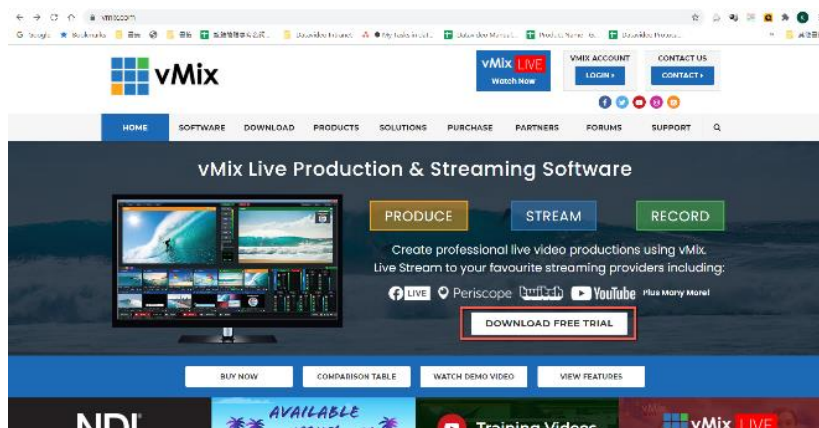 vmix.com
Bookmarks
vMix
vMix LIVE
Watch Now
VMIX ACCOUNT
LOGIN
CONTACT US
CONTACT
HOME SOFTWARE DOWNLOAD PRODUCTS SOLUTIONS PURCHASE PARTNERS FORUMS SUPPORT
vMix Live Production & Streaming Software
PRODUCE STREAM RECORD
Create professional live video productions using vMix.
Live Stream to your favourite streaming providers including:
LIVE Periscope twitch YouTube Plus Many More!
DOWNLOAD FREE TRIAL
BUY NOW COMPARISON TABLE WATCH DEMO VIDEO VIEW FEATURES
NDI
AVAILABLE
Training Videos
vMix LIVE